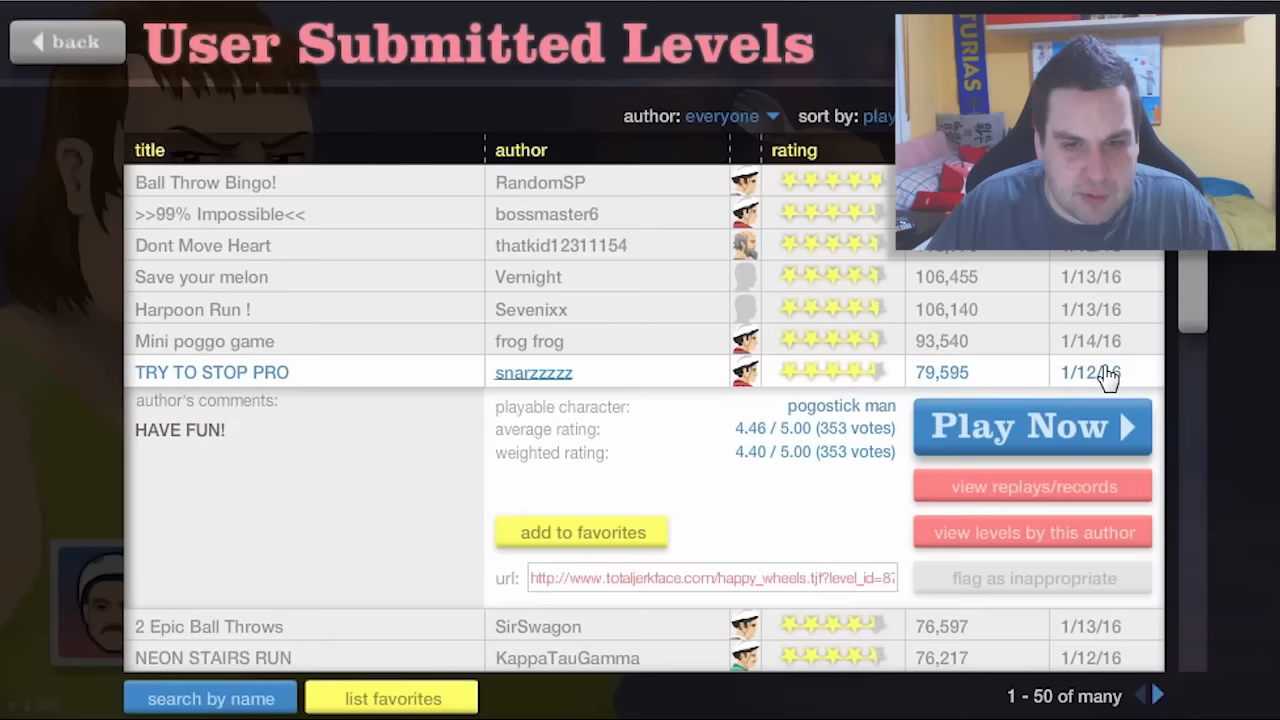 back
User Submitted Levels
author: everyone sort by: play
title author rating
Ball Throw Bingo! RandomSP
>>99% Impossible<< bossmaster6
Dont Move Heart thatkid12311154
Save your melon Vernight 106,455 1/13/16
Harpoon Run ! Sevenixx 106,140 1/13/16
Mini poggo game frog frog 93,540 1/14/16
TRY TO STOP PRO snarzzzzz 79,595
author's comments:
HAVE FUN!
playable character: pogostick man
average rating: 4.46 / 5.00 (353 votes)
weighted rating: 4.40 / 5.00 (353 votes)
Play Now
view replays/records
add to favorites
view levels by this author
url: http://www.totaljerkface.com/happy_wheels.tjf?level_id=8
flag as inappropriate
2 Epic Ball Throws SirSwagon 76,597 1/13/16
NEON STAIRS RUN KappaTauGamma 76,217 1/12/16
search by name
list favorites
1 - 50 of many
TURIAS